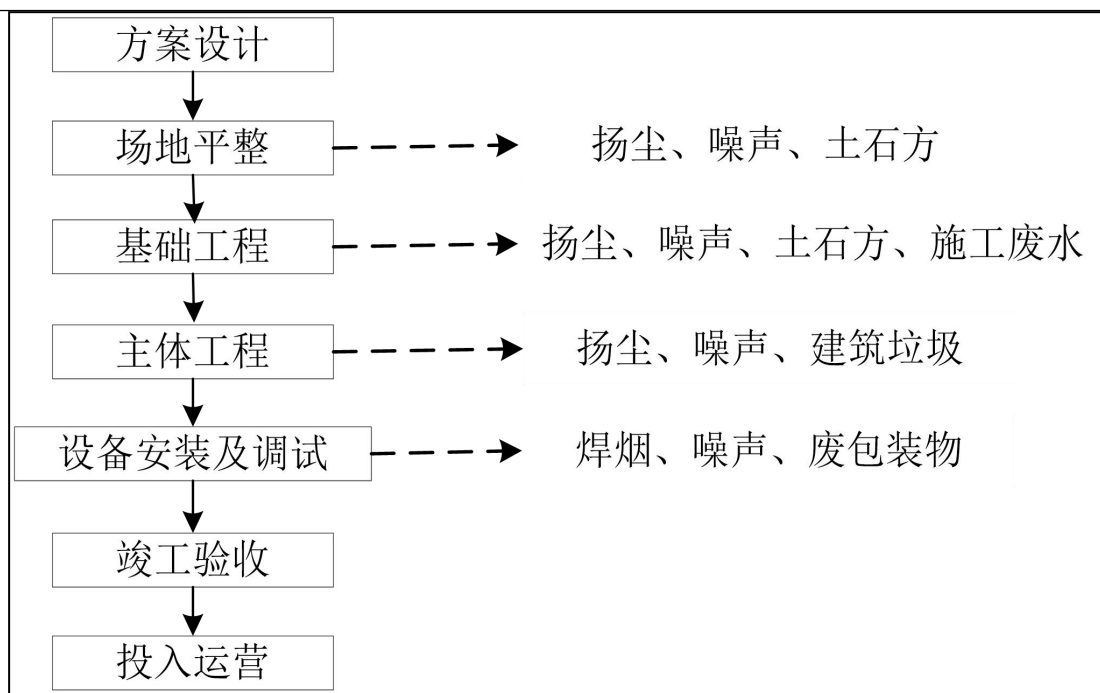 方案设计
场地平整
扬尘、噪声、土石方
基础工程
扬尘、噪声、土石方、施工废水
主体工程
扬尘、噪声、建筑垃圾
设备安装及调试
焊烟、噪声、废包装物
竣工验收
投入运营